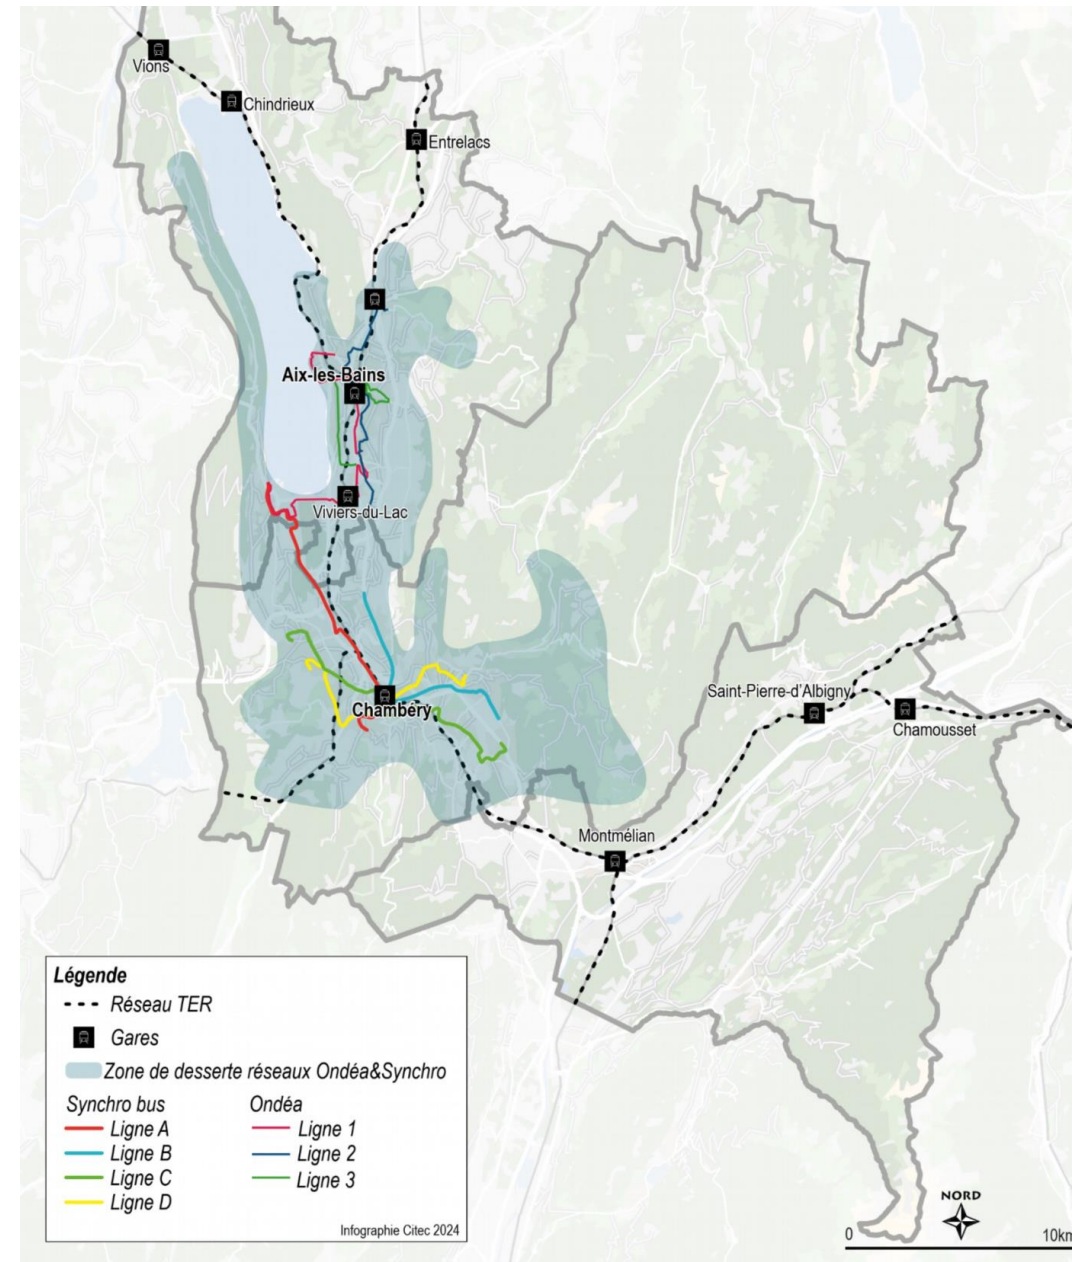 Vions
Chindrieux
Entrelacs
Aix-les-Bains
Viviers-du-Lac
Chambéry
Saint-Pierre-d'Albigny
Chamousset
Montmélian
Légende
Réseau TER
Gares
Zone de desserte réseaux Ondéa&Synchro
Synchro bus
Ligne A
Ligne B
Ligne C
Ligne D
Ondéa
Ligne 1
Ligne 2
Ligne 3
Infographie Citec 2024
NORD
0 10km